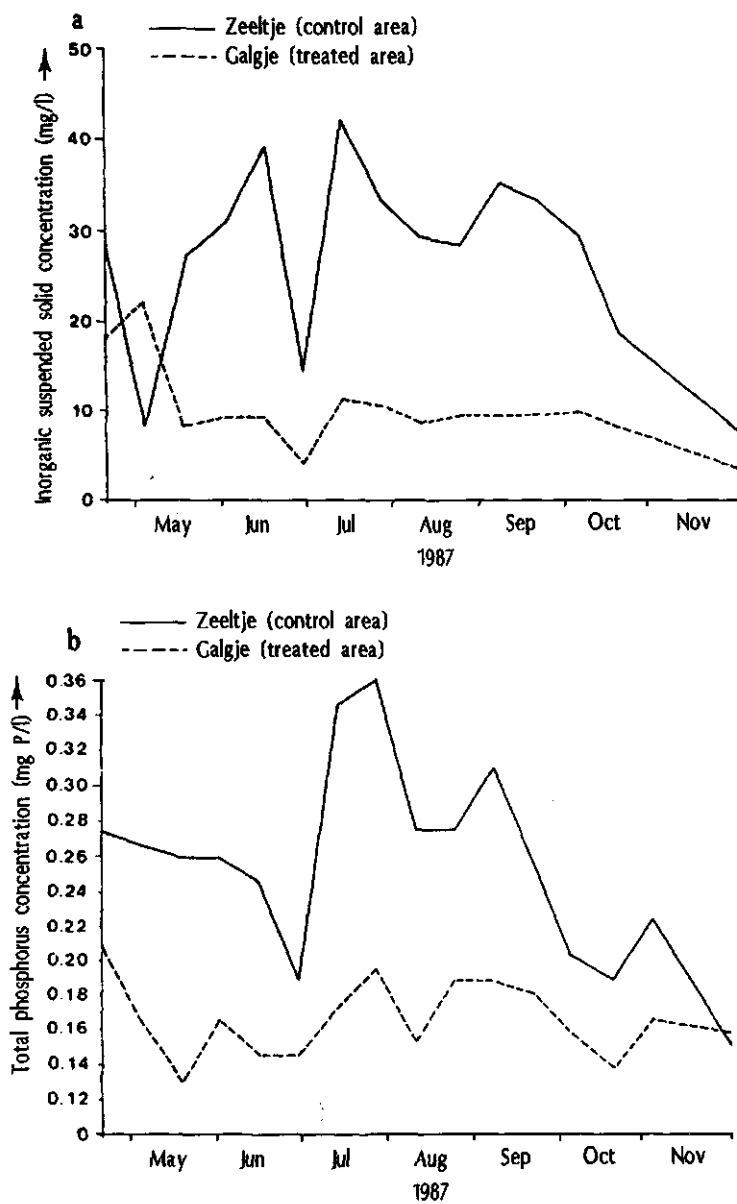 a
Zeeltje (control area)
Galgje (treated area)
Inorganic suspended solid concentration (mg/l)
50
40
30
20
10
0
May Jun Jul Aug Sep Oct Nov
1987
b
Zeeltje (control area)
Galgje (treated area)
Total phosphorus concentration (mg P/l)
0.36
0.34
0.30
0.28
0.26
0.24
0.22
0.20
0.18
0.16
0.14
0.12
0
May Jun Jul Aug Sep Oct Nov
1987